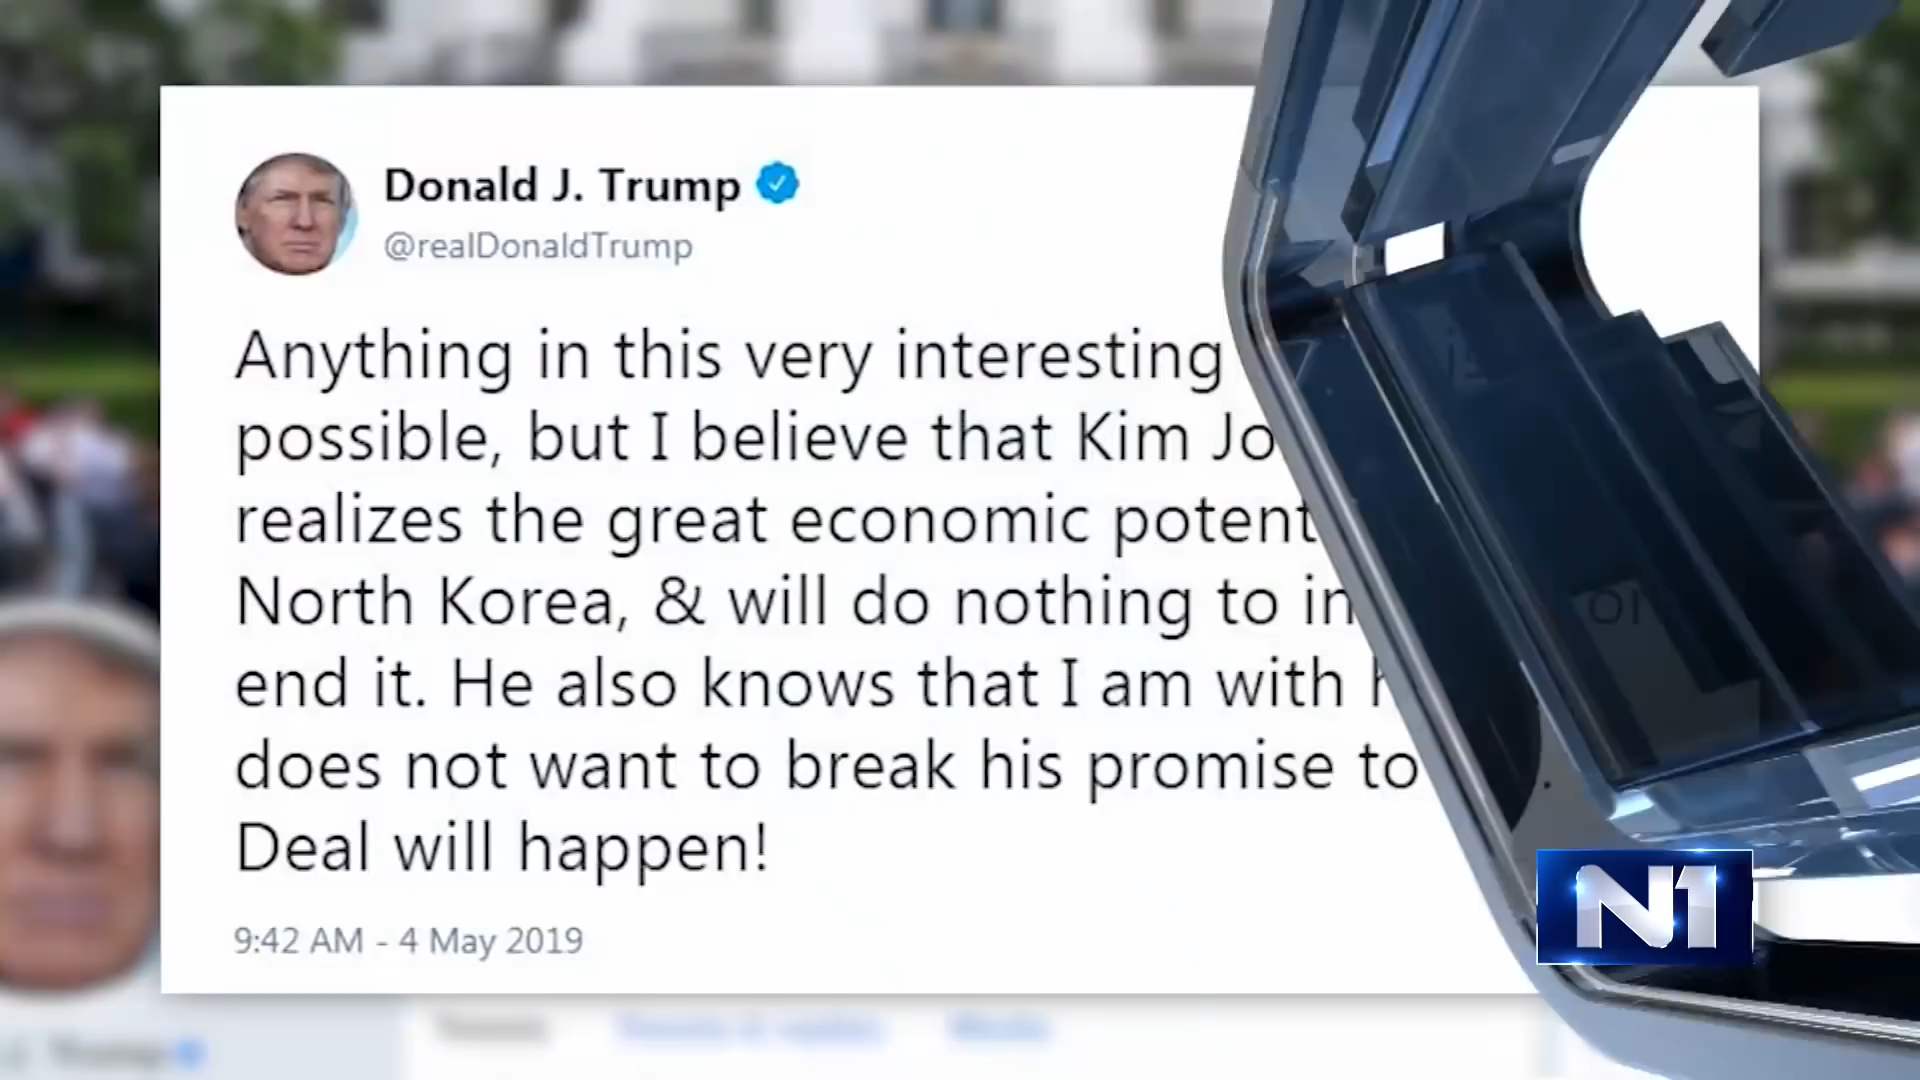 Donald J. Trump
@realDonaldTrump
Anything in this very interesting
possible, but I believe that Kim Jo
realizes the great economic potent
North Korea, & will do nothing to in
end it. He also knows that I am with h
does not want to break his promise to
Deal will happen!
9:42 AM - 4 May 2019
N1